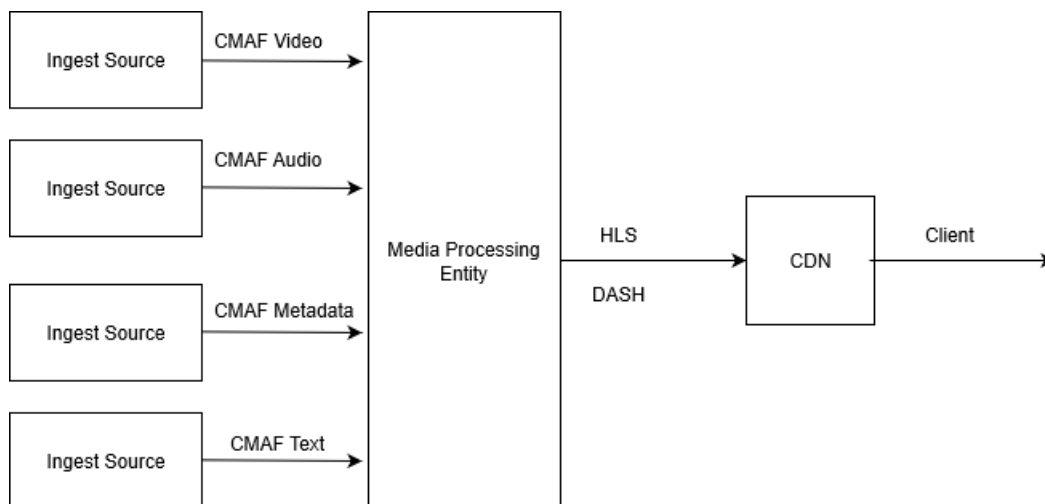 Ingest Source
CMAF Video
Ingest Source
CMAF Audio
Ingest Source
CMAF Metadata
Ingest Source
CMAF Text
Media Processing
Entity
HLS
DASH
CDN
Client